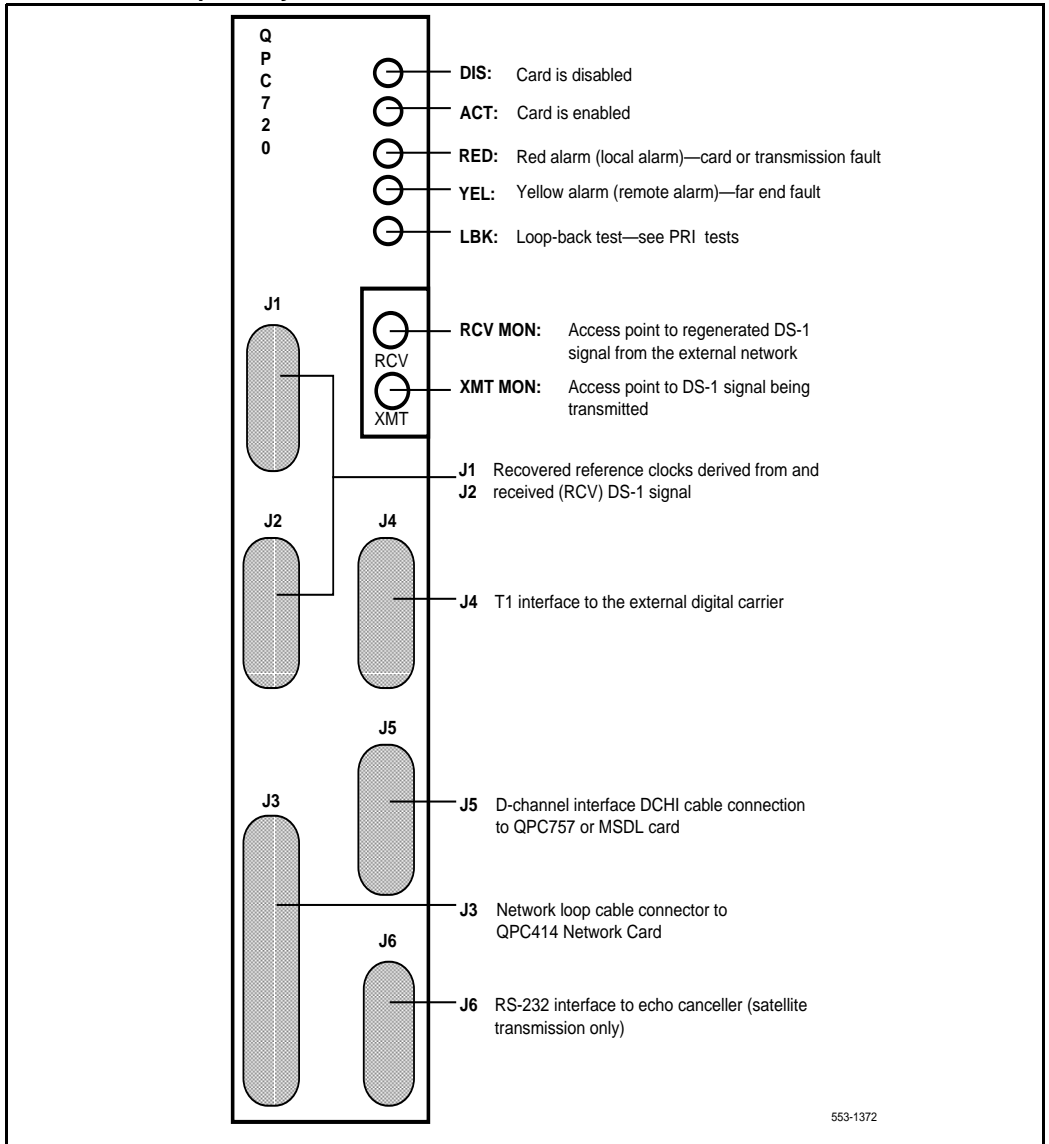 Q
P
C
7
2
0
DIS: Card is disabled
ACT: Card is enabled
RED: Red alarm (local alarm)—card or transmission fault
YEL: Yellow alarm (remote alarm)—far end fault
LBK: Loop-back test—see PRI tests
J1
RCV
XMT
RCV MON: Access point to regenerated DS-1
signal from the external network
XMT MON: Access point to DS-1 signal being
transmitted
J1 Recovered reference clocks derived from and
J2 received (RCV) DS-1 signal
J2
J4
J4 T1 interface to the external digital carrier
J5
J5 D-channel interface DCHI cable connection
to QPC757 or MSDL card
J3
J3 Network loop cable connector to
QPC414 Network Card
J6
J6 RS-232 interface to echo canceller (satellite
transmission only)
553-1372